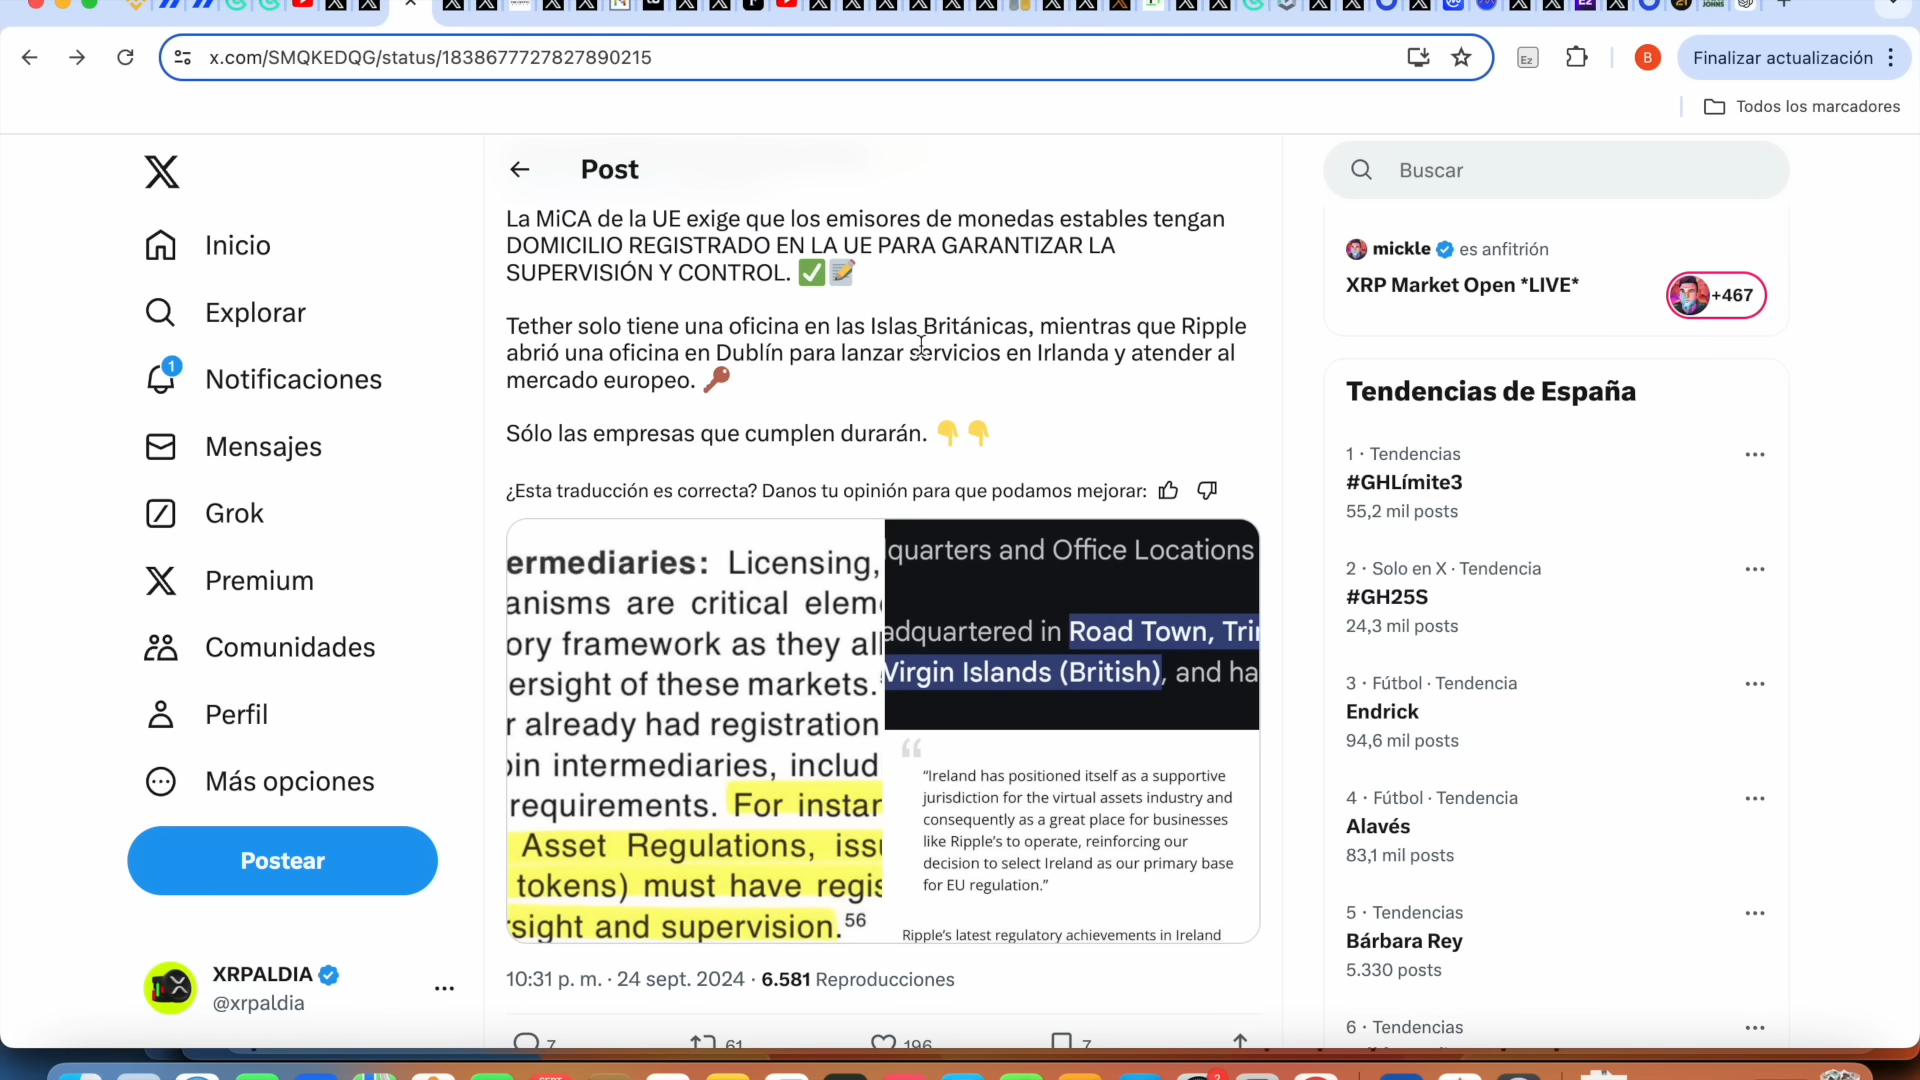 x.com/SMQKEDQG/status/1838677727827890215
Ez
B
Finalizar actualización
Todos los marcadores
Inicio
Explorar
1
Notificaciones
Mensajes
Grok
Premium
Comunidades
Perfil
Más opciones
Postear
XRPALDIA
@xrpaldia
Post
La MiCA de la UE exige que los emisores de monedas estables tengan
DOMICILIO REGISTRADO EN LA UE PARA GARANTIZAR LA
SUPERVISIÓN Y CONTROL. ✅📝
Tether solo tiene una oficina en las Islas Británicas, mientras que Ripple
abrió una oficina en Dublín para lanzar servicios en Irlanda y atender al
mercado europeo. 🔑
Sólo las empresas que cumplen durarán. 👇👇
¿Esta traducción es correcta? Danos tu opinión para que podamos mejorar:
ermediaries: Licensing,
anisms are critical elem
ory framework as they all
ersight of these markets.
r already had registration
in intermediaries, includ
requirements. For instan
Asset Regulations, issu
tokens) must have regis
sight and supervision.56
quarters and Office Locations
adquartered in Road Town, Tri
Virgin Islands (British), and ha
“Ireland has positioned itself as a supportive
jurisdiction for the virtual assets industry and
consequently as a great place for businesses
like Ripple’s to operate, reinforcing our
decision to select Ireland as our primary base
for EU regulation.”
Ripple’s latest regulatory achievements in Ireland
10:31 p. m. · 24 sept. 2024 · 6.581 Reproducciones
7 61 196 7
Buscar
mickle es anfitrión
XRP Market Open *LIVE*
+467
Tendencias de España
1 · Tendencias
#GHLímite3
55,2 mil posts
2 · Solo en X · Tendencia
#GH25S
24,3 mil posts
3 · Fútbol · Tendencia
Endrick
94,6 mil posts
4 · Fútbol · Tendencia
Alavés
83,1 mil posts
5 · Tendencias
Bárbara Rey
5.330 posts
6 · Tendencias